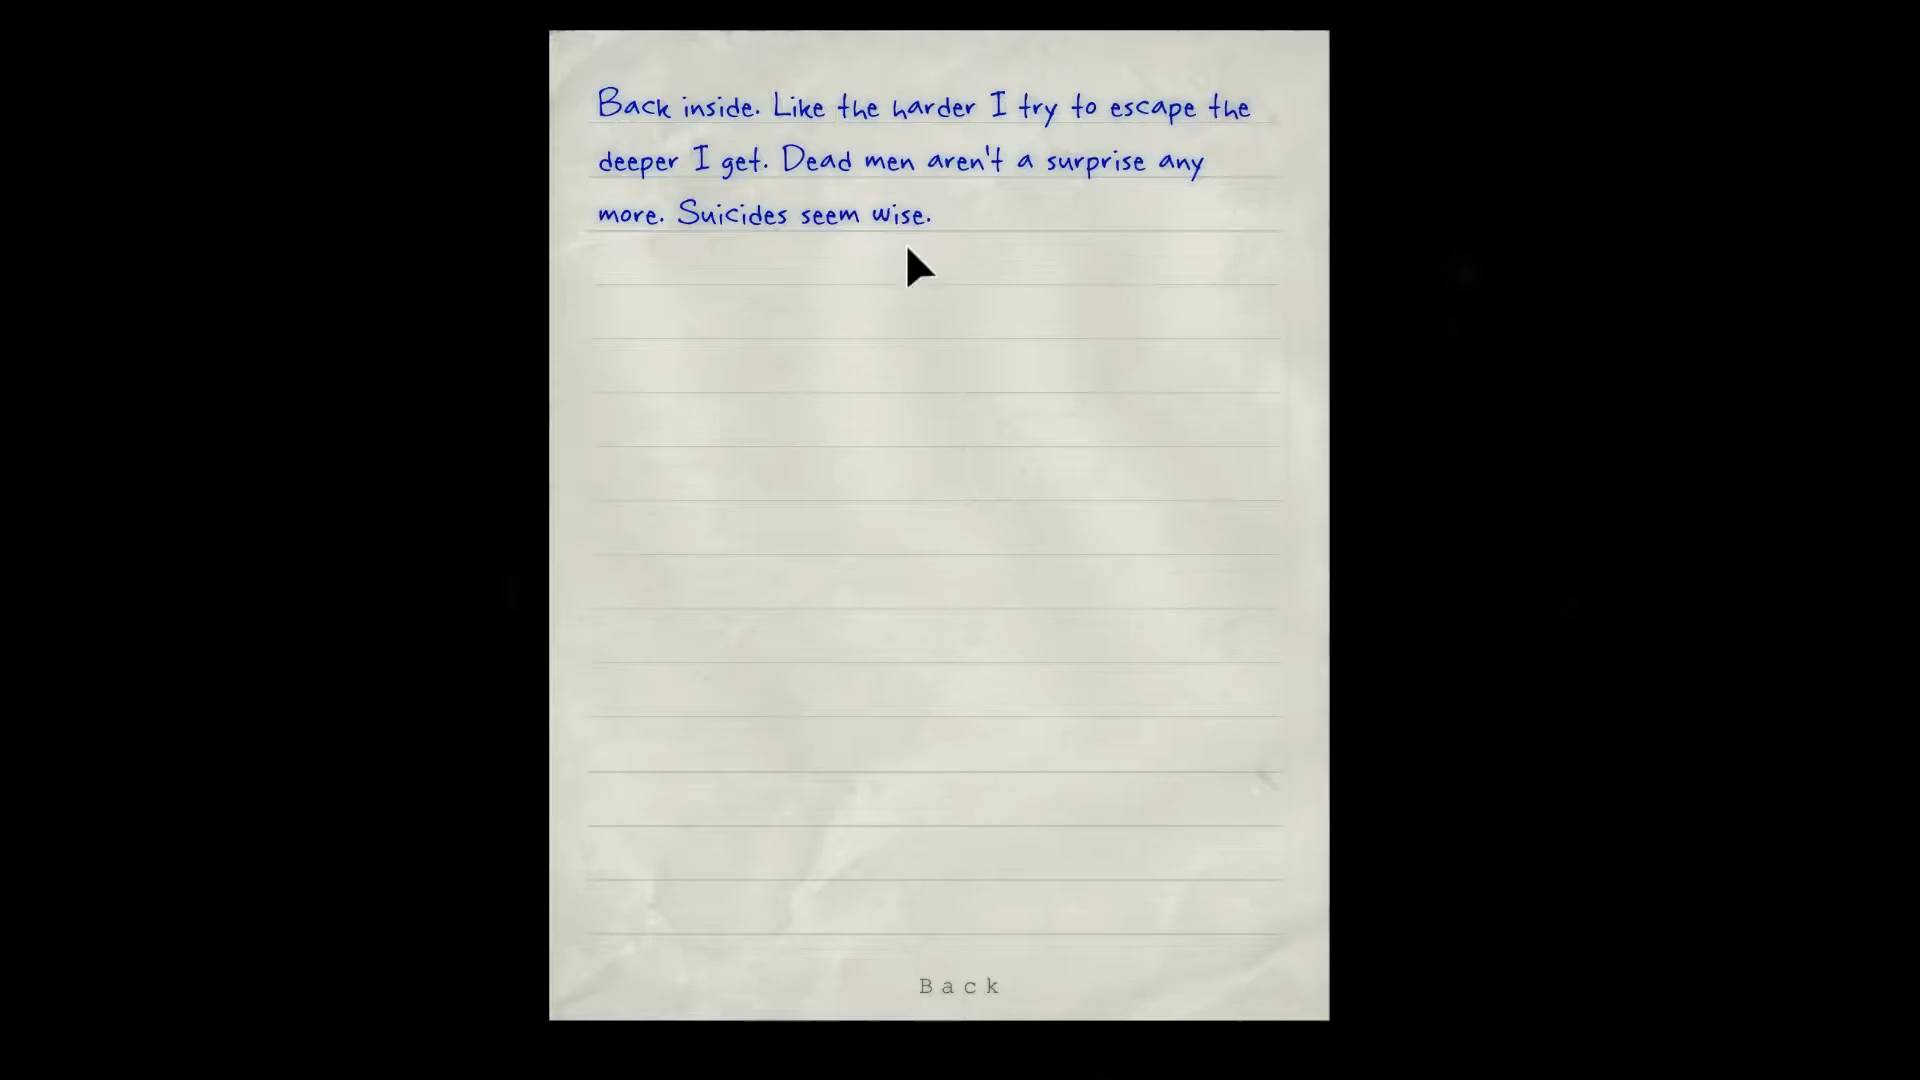 Back inside. Like the harder I try to escape the
deeper I get. Dead men aren't a surprise any
more. Suicides seem wise.
Back